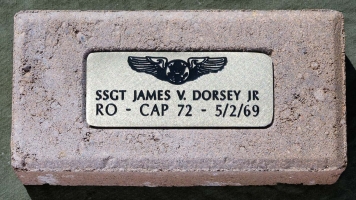 SSGT JAMES V. DORSEY JR
RO - CAP 72 - 5/2/69